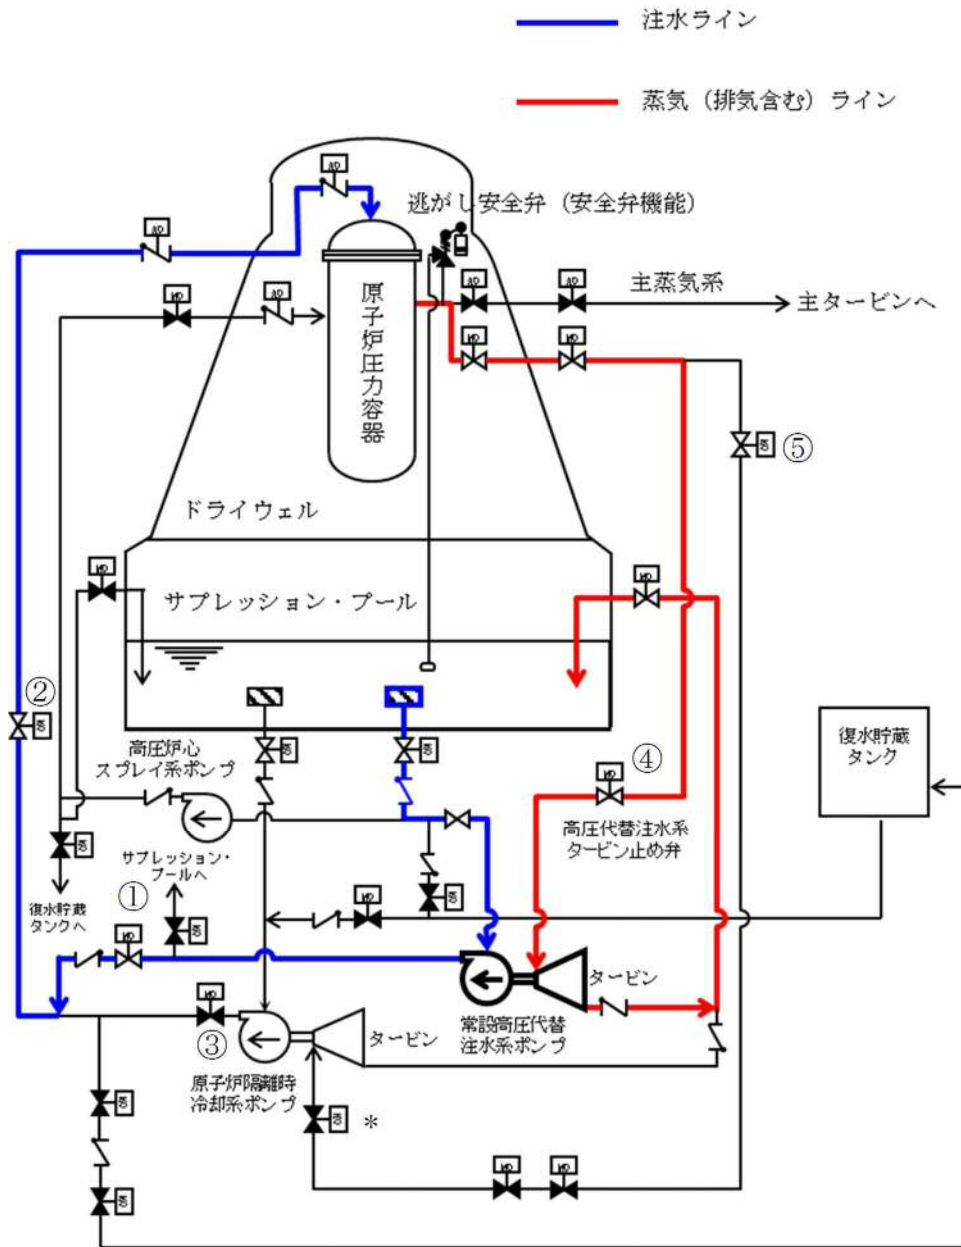 注水ライン
蒸気（排気含む）ライン
逃がし安全弁（安全弁機能）
主蒸気系
主タービンへ
原子炉圧力容器
⑤
ドライウェル
サプレッション・プール
②
高圧炉心
スプレイ系ポンプ
④
復水貯蔵
タンク
高圧代替注水系
タービン止め弁
サプレッション・
プールへ
①
復水貯蔵
タンクへ
タービン
常設高圧代替
注水系ポンプ
③
タービン
原子炉隔離時
冷却系ポンプ
*